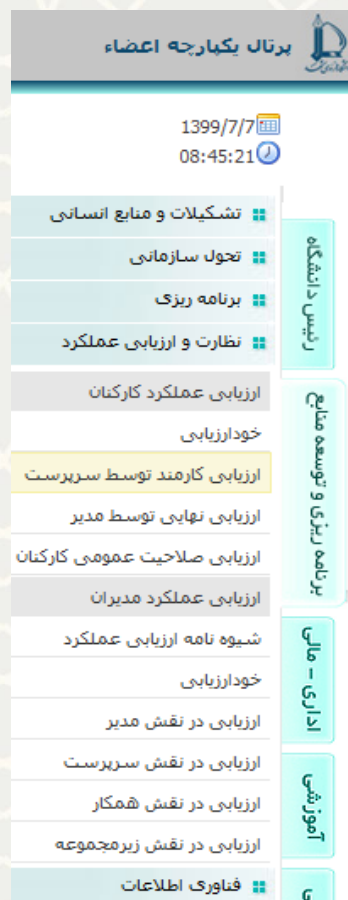 پرتال یکپارچه اعضاء
1399/7/7
08:45:21
تشکیلات و منابع انسانی
تحول سازمانی
برنامه ریزی
نظارت و ارزیابی عملکرد
ارزیابی عملکرد کارکنان
خودارزیابی
ارزیابی کارمند توسط سرپرست
ارزیابی نهایی توسط مدیر
ارزیابی صلاحیت عمومی کارکنان
ارزیابی عملکرد مدیران
شیوه نامه ارزیابی عملکرد
خودارزیابی
ارزیابی در نقش مدیر
ارزیابی در نقش سرپرست
ارزیابی در نقش همکار
ارزیابی در نقش زیرمجموعه
فناوری اطلاعات
رئیس دانشگاه
برنامه ریزی و توسعه منابع
اداری - مالی
آموزشی